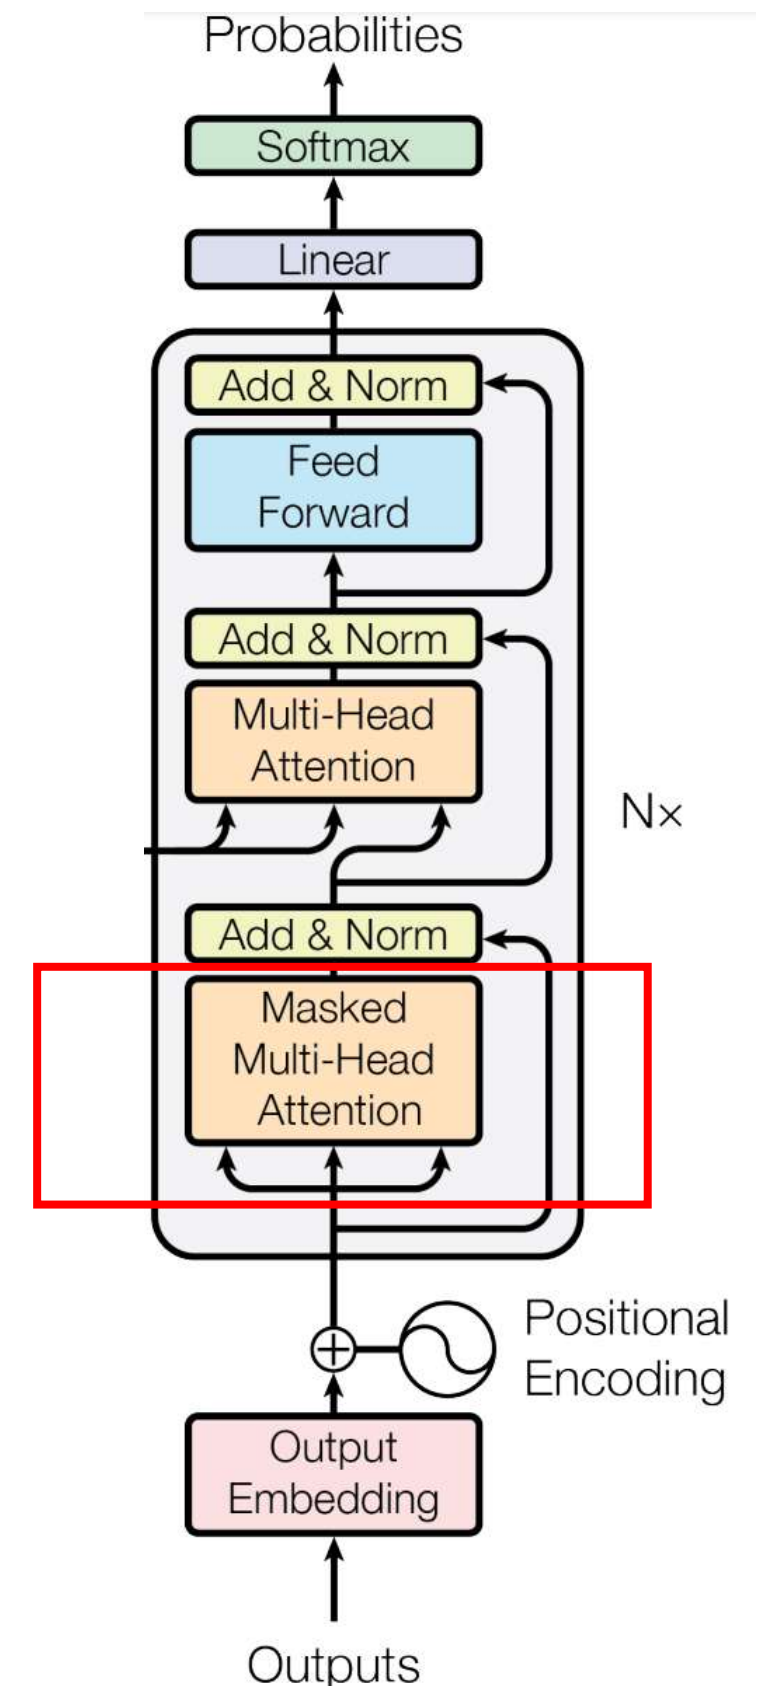 Probabilities
Softmax
Linear
Add & Norm
Feed
Forward
Add & Norm
Multi-Head
Attention
N×
Add & Norm
Masked
Multi-Head
Attention
Positional
Encoding
Output
Embedding
Outputs